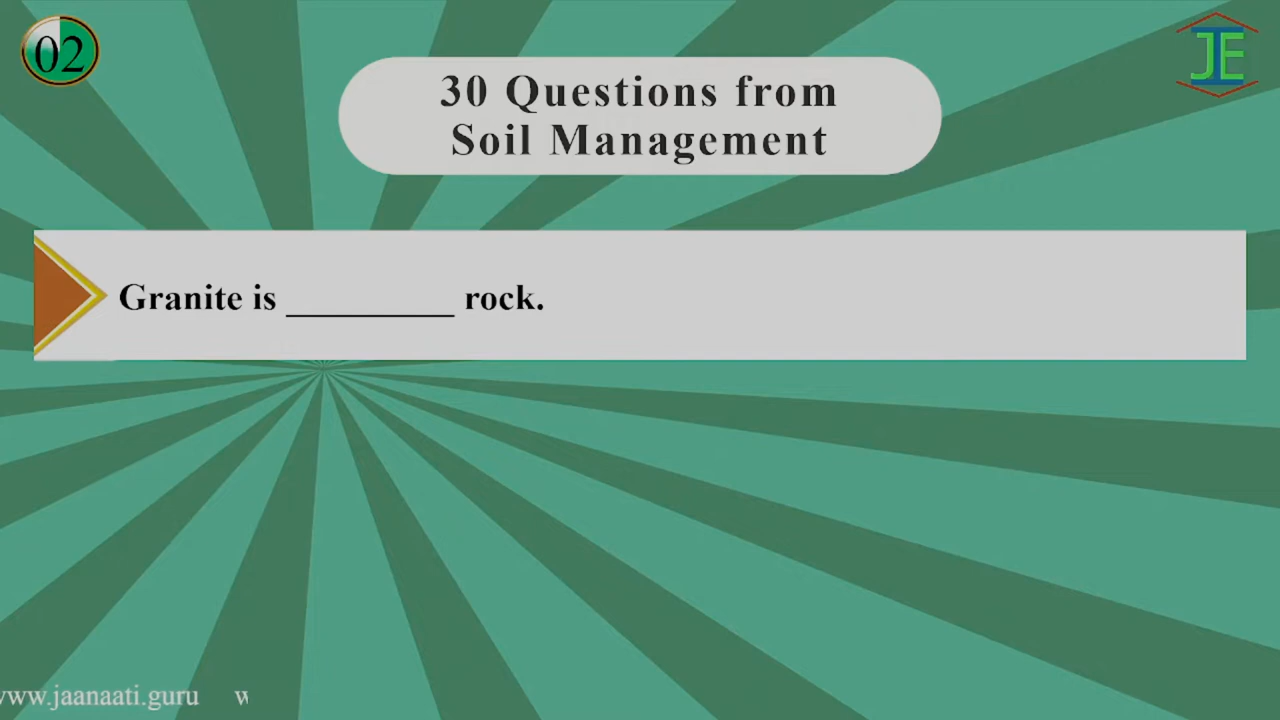 02
JE
30 Questions from
Soil Management
Granite is __________ rock.
www.jaanaati.guru w